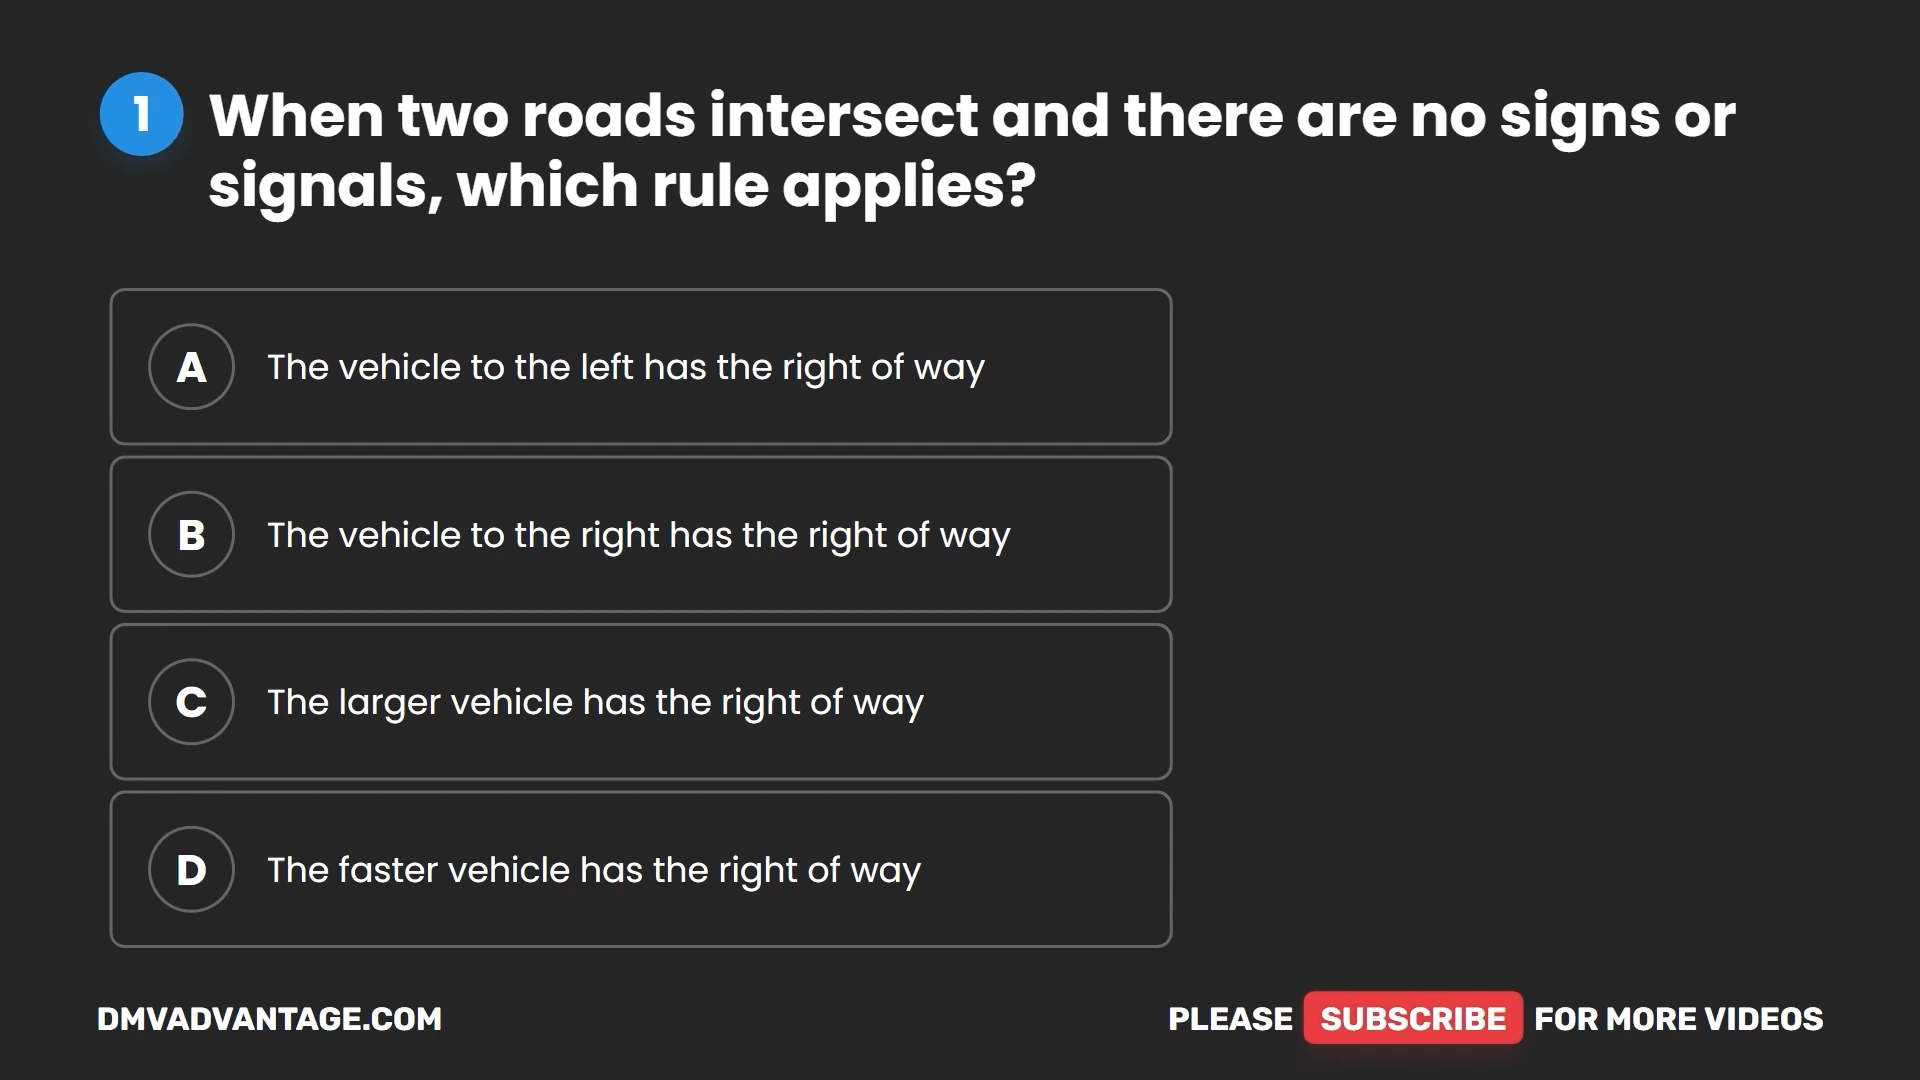 1
When two roads intersect and there are no signs or
signals, which rule applies?
A
The vehicle to the left has the right of way
B
The vehicle to the right has the right of way
C
The larger vehicle has the right of way
D
The faster vehicle has the right of way
DMVADVANTAGE.COM
PLEASE SUBSCRIBE FOR MORE VIDEOS